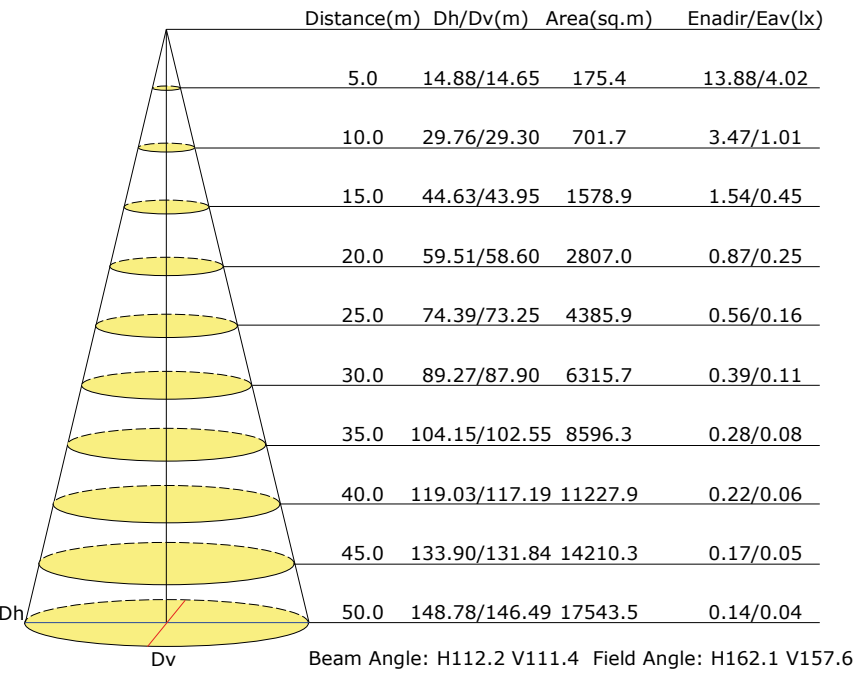 Distance(m) Dh/Dv(m) Area(sq.m) Enadir/Eav(lx)
5.0 14.88/14.65 175.4 13.88/4.02
10.0 29.76/29.30 701.7 3.47/1.01
15.0 44.63/43.95 1578.9 1.54/0.45
20.0 59.51/58.60 2807.0 0.87/0.25
25.0 74.39/73.25 4385.9 0.56/0.16
30.0 89.27/87.90 6315.7 0.39/0.11
35.0 104.15/102.55 8596.3 0.28/0.08
40.0 119.03/117.19 11227.9 0.22/0.06
45.0 133.90/131.84 14210.3 0.17/0.05
Dh 50.0 148.78/146.49 17543.5 0.14/0.04
Dv Beam Angle: H112.2 V111.4 Field Angle: H162.1 V157.6